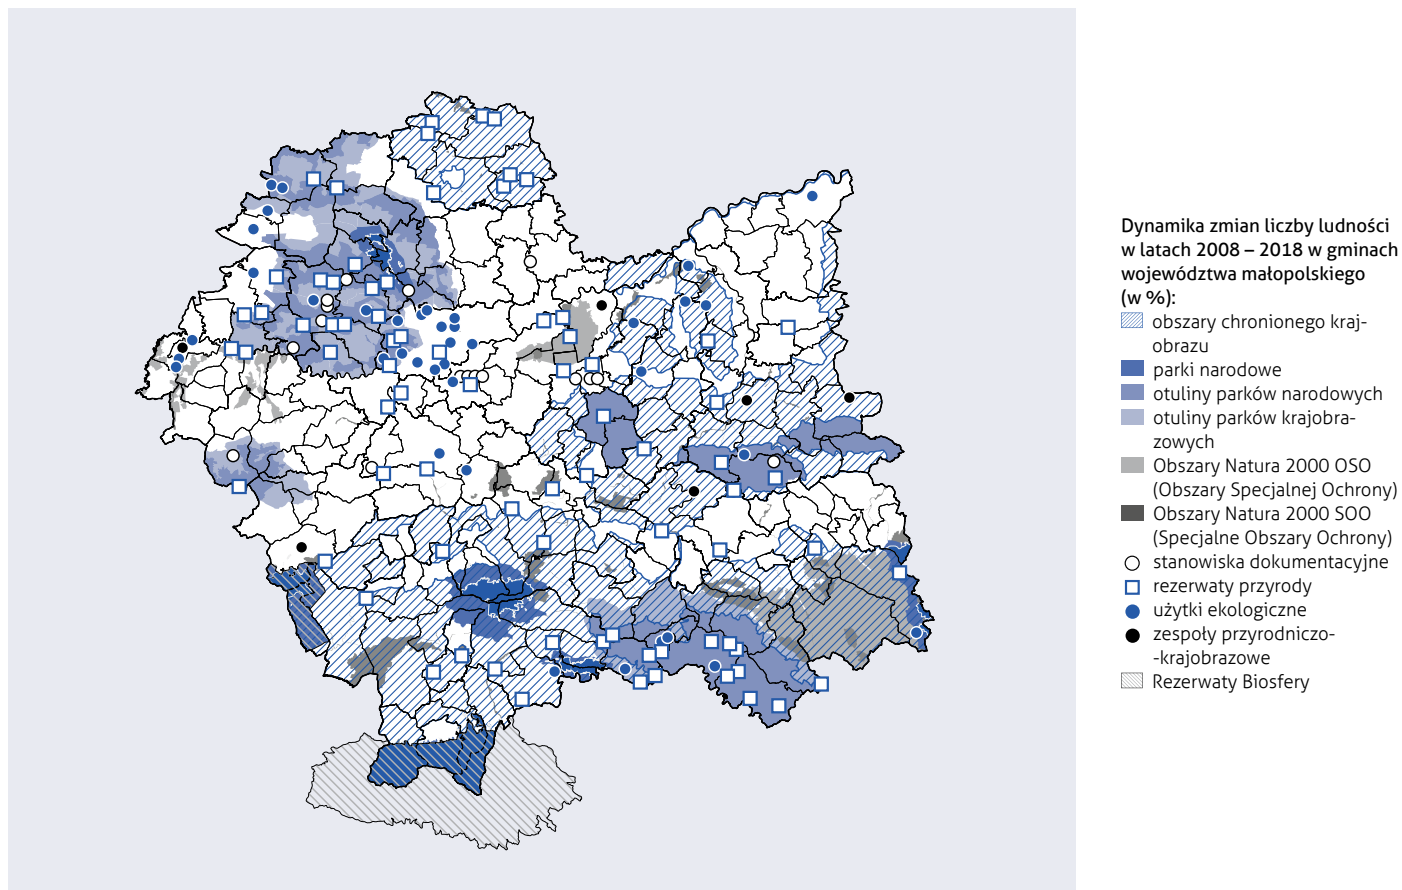 Dynamika zmian liczby ludności
w latach 2008 – 2018 w gminach
województwa małopolskiego
(w %):
obszary chronionego kraj-
obrazu
parki narodowe
otuliny parków narodowych
otuliny parków krajobra-
zowych
Obszary Natura 2000 OSO
(Obszary Specjalnej Ochrony)
Obszary Natura 2000 SOO
(Specjalne Obszary Ochrony)
stanowiska dokumentacyjne
rezerwaty przyrody
użytki ekologiczne
zespoły przyrodniczo-
-krajobrazowe
Rezerwaty Biosfery